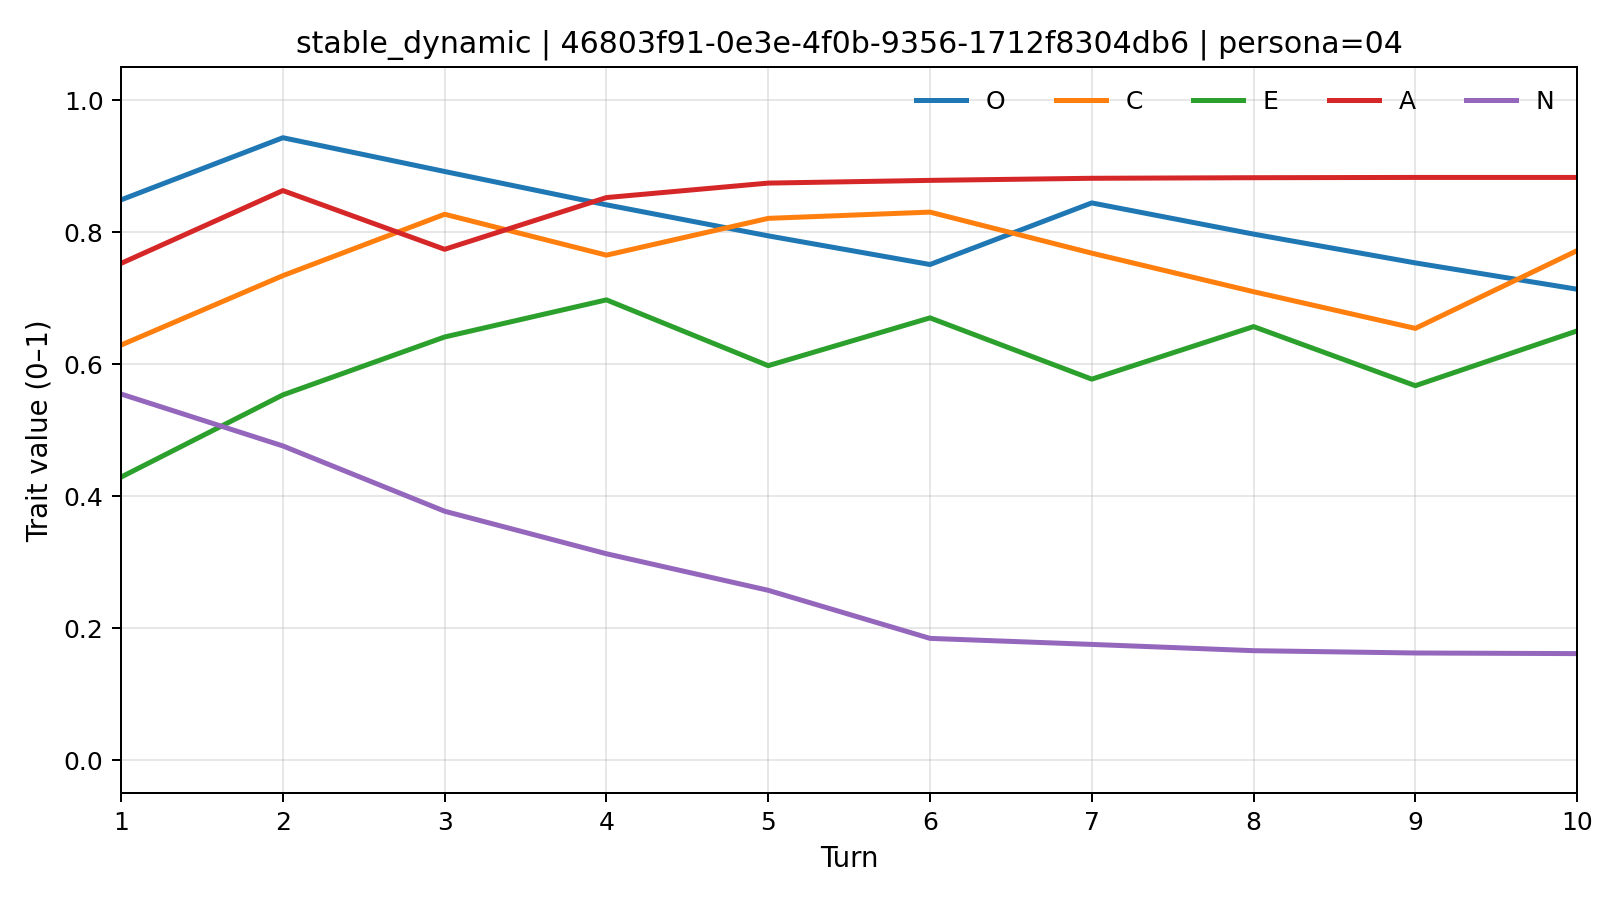 stable_dynamic | 46803f91-0e3e-4f0b-9356-1712f8304db6 | persona=04
O C E A N
Trait value (0–1)
1.0
0.8
0.6
0.4
0.2
0.0
1 2 3 4 5 6 7 8 9 10
Turn